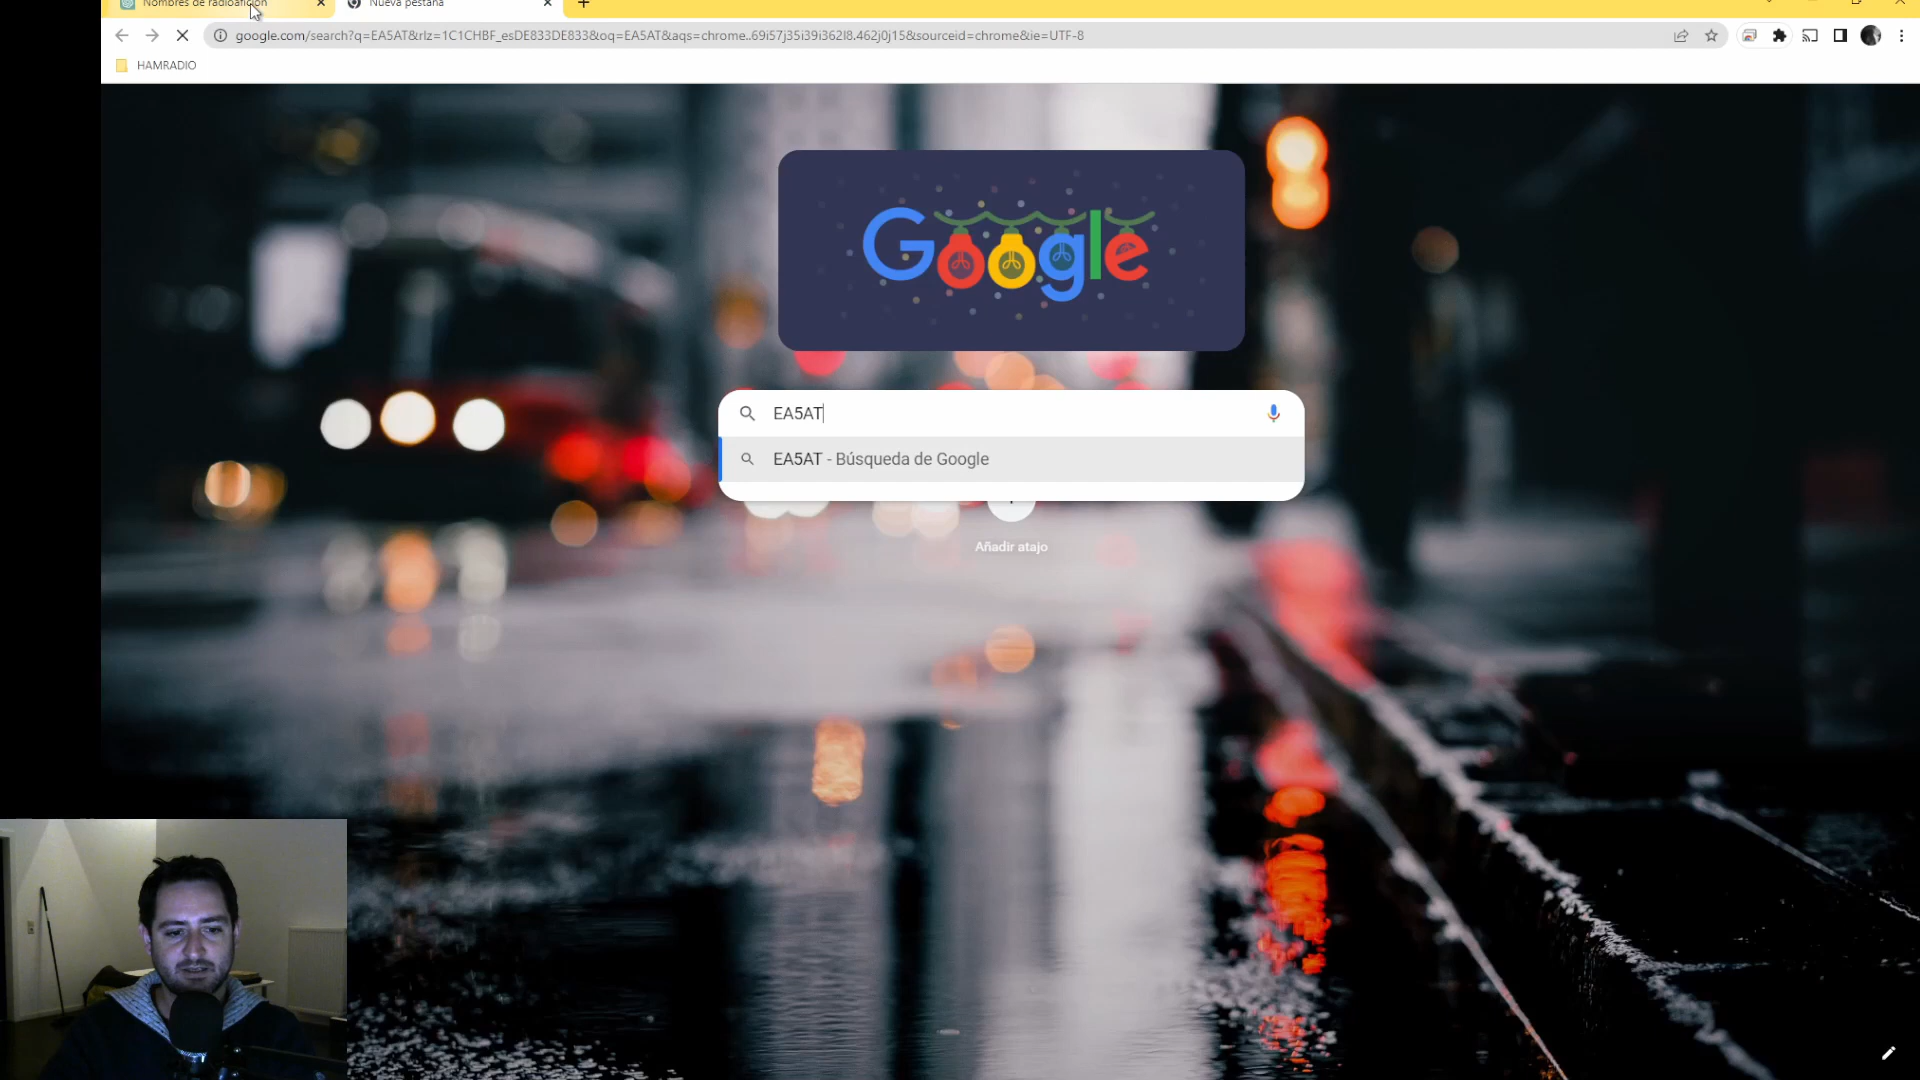 Nombres de radioafición
Nueva pestaña
google.com/search?q=EA5AT&rlz=1C1CHBF_esDE833DE833&oq=EA5AT&aqs=chrome..69i57j35i39i362l8.462j0j15&sourceid=chrome&ie=UTF-8
HAMRADIO
Google
EA5AT
EA5AT - Búsqueda de Google
Añadir atajo